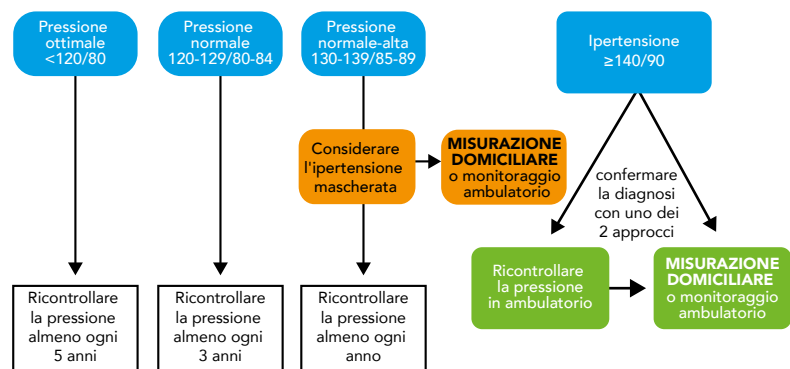 Pressione
ottimale
<120/80
Pressione
normale
120-129/80-84
Pressione
normale-alta
130-139/85-89
Ipertensione
≥140/90
Considerare
l'ipertensione
mascherata
MISURAZIONE
DOMICILIARE
o monitoraggio
ambulatorio
confermare
la diagnosi
con uno dei
2 approcci
Ricontrollare
la pressione
in ambulatorio
MISURAZIONE
DOMICILIARE
o monitoraggio
ambulatorio
Ricontrollare
la pressione
almeno ogni
5 anni
Ricontrollare
la pressione
almeno ogni
3 anni
Ricontrollare
la pressione
almeno ogni
anno